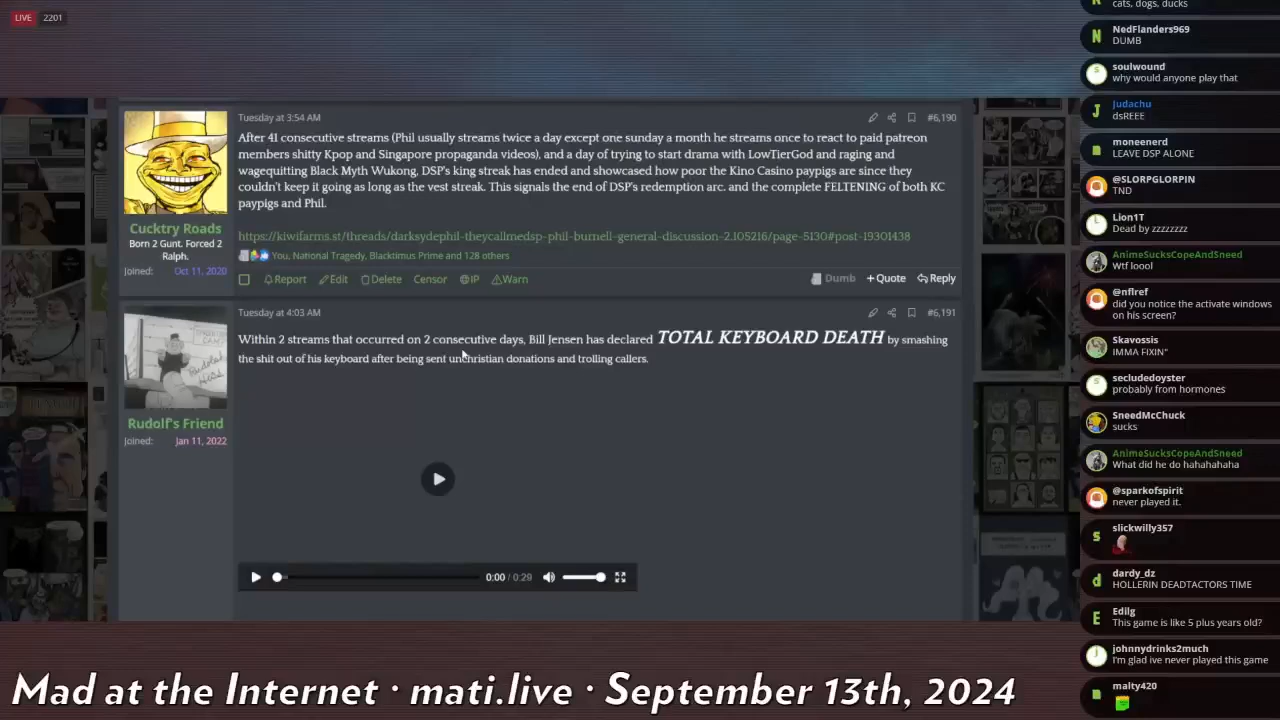 LIVE 2201
Tuesday at 3:54 AM
#6,190
After 41 consecutive streams (Phil usually streams twice a day except one sunday a month he streams once to react to paid patreon
members shitty Kpop and Singapore propaganda videos), and a day of trying to start drama with LowTierGod and raging and
wagequitting Black Myth Wukong, DSP's king streak has ended and showcased how poor the Kino Casino paypigs are since they
couldn't keep it going as long as the vest streak. This signals the end of DSP's redemption arc. and the complete FELTENING of both KC
paypigs and Phil.
Cucktry Roads
Born 2 Gunt. Forced 2
Ralph.
Joined: Oct 11, 2020
https://kiwifarms.st/threads/darksydephil-theycallmedsp-phil-burnell-general-discussion-2.105216/page-5130#post-19301438
You, National Tragedy, Blacktimus Prime and 128 others
Report Edit Delete Censor IP Warn
Dumb +Quote Reply
Tuesday at 4:03 AM
#6,191
Within 2 streams that occurred on 2 consecutive days, Bill Jensen has declared TOTAL KEYBOARD DEATH by smashing
the shit out of his keyboard after being sent unchristian donations and trolling callers.
Rudolf's Friend
Joined: Jan 11, 2022
0:00 / 0:29
cats, dogs, ducks
N
NedFlanders969
DUMB
soulwound
why would anyone play that
J
Judachu
dsREEE
moneenerd
LEAVE DSP ALONE
@SLORPGLORPIN
TND
Lion1T
Dead by zzzzzzzz
AnimeSucksCopeAndSneed
Wtf loool
@nflref
did you notice the activate windows
on his screen?
Skavossis
IMMA FIXIN"
secludedoyster
probably from hormones
SneedMcChuck
sucks
AnimeSucksCopeAndSneed
What did he do hahahahaha
@sparkofspirit
never played it.
s
slickwilly357
d
dardy_dz
HOLLERIN DEADTACTORS TIME
E
Edilg
This game is like 5 plus years old?
johnnydrinks2much
I'm glad ive never played this game
malty420
Mad at the Internet · mati.live · September 13th, 2024